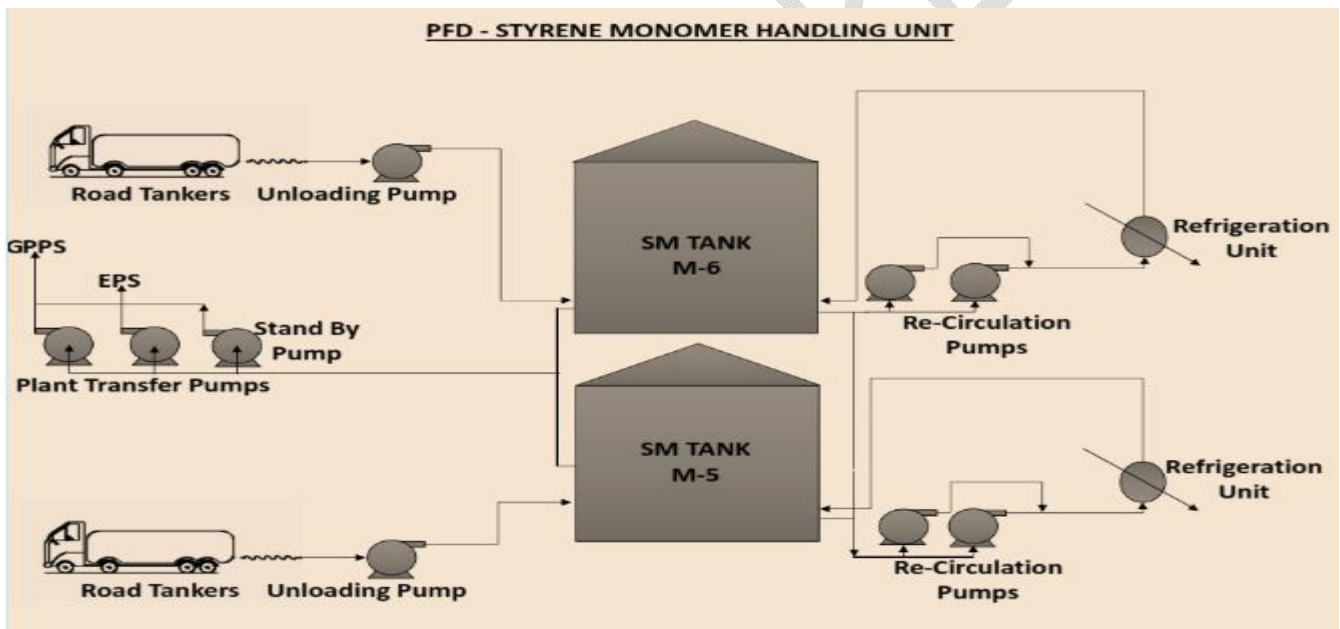 PFD - STYRENE MONOMER HANDLING UNIT
Road Tankers
Unloading Pump
SM TANK
M-6
Refrigeration
Unit
Re-Circulation
Pumps
GPPS
EPS
Stand By
Pump
Plant Transfer Pumps
SM TANK
M-5
Refrigeration
Unit
Re-Circulation
Pumps
Road Tankers
Unloading Pump